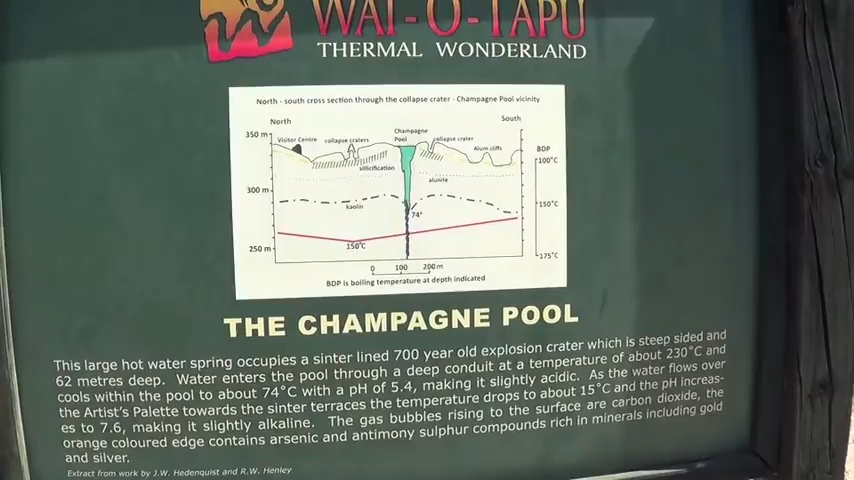 WAI-O-TAPU
THERMAL WONDERLAND
North - south cross section through the collapse crater - Champagne Pool vicinity
North
South
350 m
Visitor Centre
collapse craters
Champagne
Pool
collapse crater
Alum cliffs
BDP
100°C
silicification
alunite
300 m
kaolin
74°
150°C
250 m
150°C
175°C
0 100 200 m
BDP is boiling temperature at depth indicated
THE CHAMPAGNE POOL
This large hot water spring occupies a sinter lined 700 year old explosion crater which is steep sided and
62 metres deep. Water enters the pool through a deep conduit at a temperature of about 230°C and
cools within the pool to about 74°C with a pH of 5.4, making it slightly acidic. As the water flows over
the Artist's Palette towards the sinter terraces the temperature drops to about 15°C and the pH increas-
es to 7.6, making it slightly alkaline. The gas bubbles rising to the surface are carbon dioxide, the
orange coloured edge contains arsenic and antimony sulphur compounds rich in minerals including gold
and silver.
Extract from work by J.W. Hedenquist and R.W. Henley